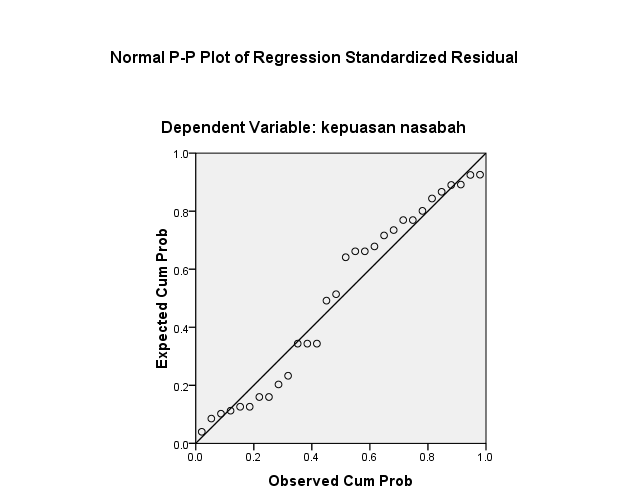 Normal P-P Plot of Regression Standardized Residual
Dependent Variable: kepuasan nasabah
1.0
0.8
0.6
0.4
0.2
0.0
Expected Cum Prob
0.0 0.2 0.4 0.6 0.8 1.0
Observed Cum Prob